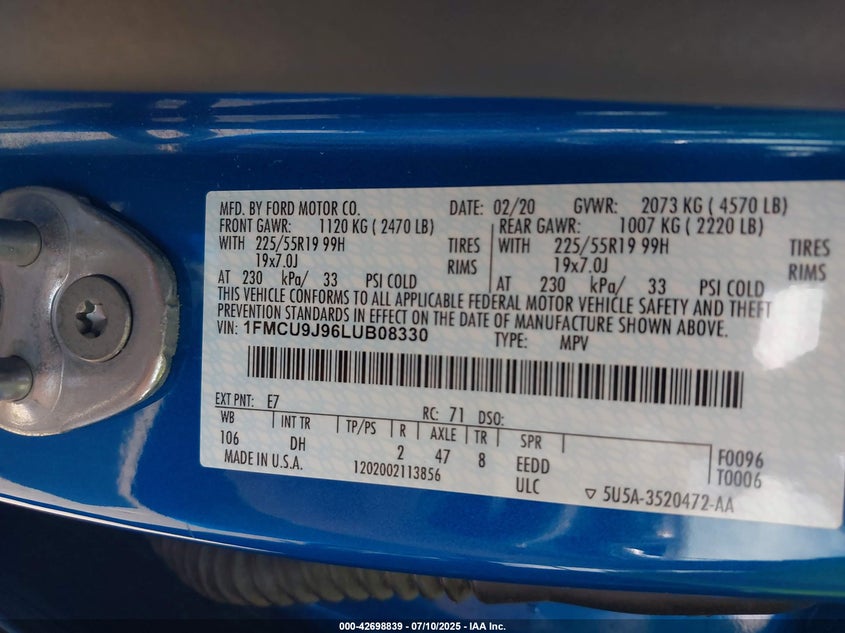 MFD. BY FORD MOTOR CO. DATE: 02/20 GVWR: 2073 KG ( 4570 LB)
FRONT GAWR: 1120 KG ( 2470 LB) REAR GAWR: 1007 KG ( 2220 LB)
WITH 225/55R19 99H TIRES WITH 225/55R19 99H TIRES
19x7.0J RIMS 19x7.0J RIMS
AT 230 kPa/ 33 PSI COLD AT 230 kPa/ 33 PSI COLD
THIS VEHICLE CONFORMS TO ALL APPLICABLE FEDERAL MOTOR VEHICLE SAFETY AND THEFT
PREVENTION STANDARDS IN EFFECT ON THE DATE OF MANUFACTURE SHOWN ABOVE.
VIN: 1FMCU9J96LUB08330 TYPE: MPV
EXT PNT: E7 RC: 71 DSO:
WB INT TR TP/PS R AXLE TR SPR
106 DH 2 47 8 EEDD F0096
MADE IN U.S.A. 1202002113856 ULC T0006
▽ 5U5A-3520472-AA
000-42698839 - 07/10/2025 - IAA Inc.